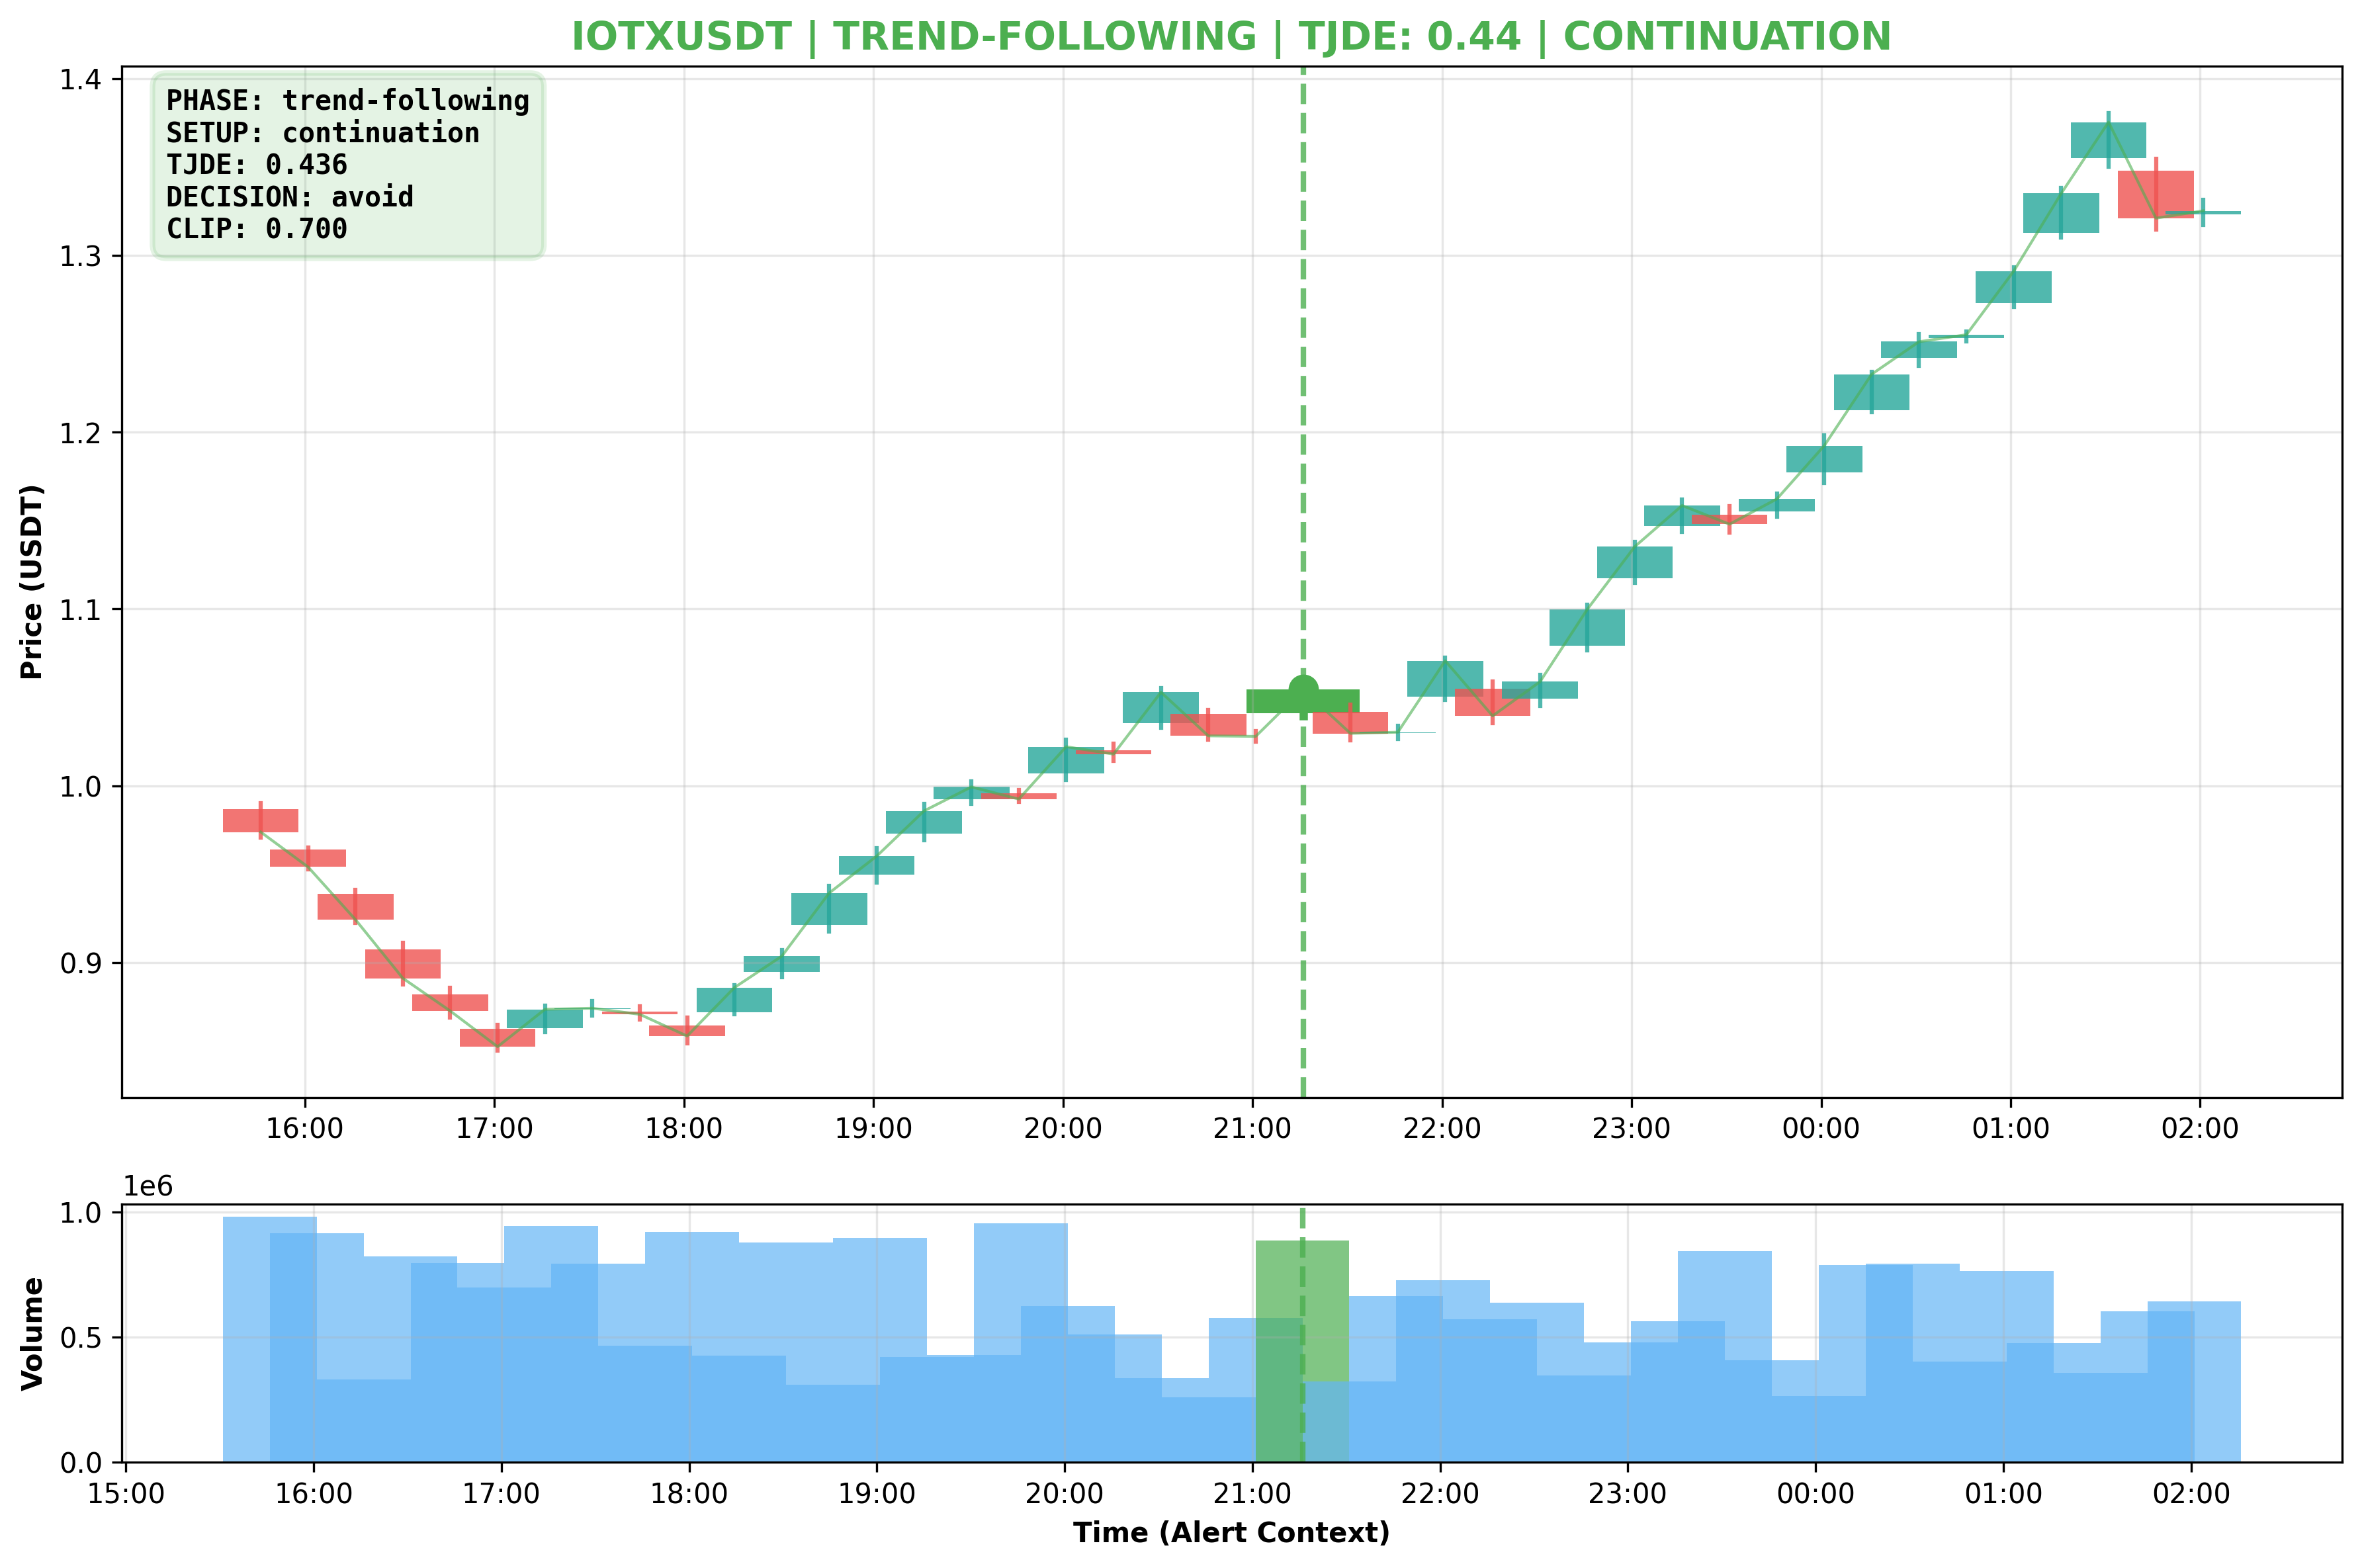 IOTXUSDT | TREND-FOLLOWING | TJDE: 0.44 | CONTINUATION
PHASE: trend-following
SETUP: continuation
TJDE: 0.436
DECISION: avoid
CLIP: 0.700
Price (USDT)
1.4
1.3
1.2
1.1
1.0
0.9
16:00 17:00 18:00 19:00 20:00 21:00 22:00 23:00 00:00 01:00 02:00
1e6
Volume
1.0
0.5
0.0
15:00 16:00 17:00 18:00 19:00 20:00 21:00 22:00 23:00 00:00 01:00 02:00
Time (Alert Context)